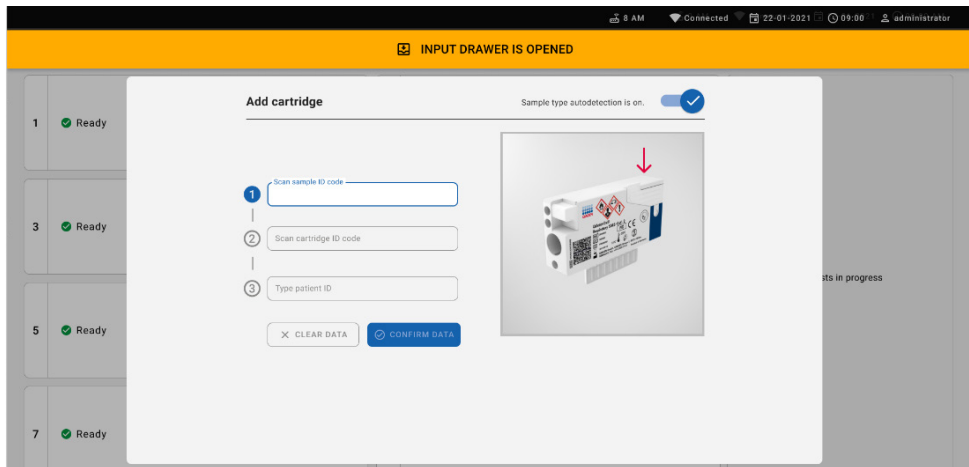 8 AM Connected 22-01-2021 09:00 administrator
INPUT DRAWER IS OPENED
Add cartridge
Sample type autodetection is on.
1 Ready
Scan sample ID code
1
2 Scan cartridge ID code
3 Ready
3 Type patient ID
sts in progress
5 Ready
CLEAR DATA
CONFIRM DATA
7 Ready